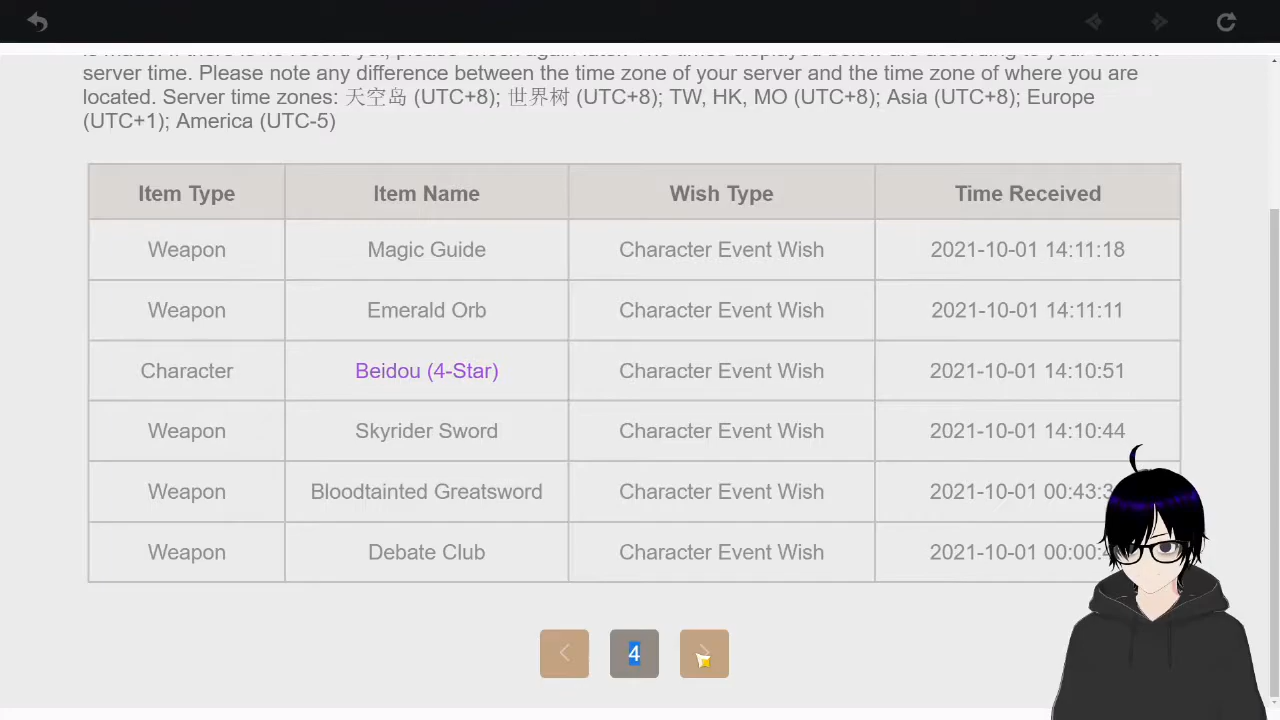 server time. Please note any difference between the time zone of your server and the time zone of where you are
located. Server time zones: 天空岛 (UTC+8); 世界树 (UTC+8); TW, HK, MO (UTC+8); Asia (UTC+8); Europe
(UTC+1); America (UTC-5)
Item Type Item Name Wish Type Time Received
Weapon Magic Guide Character Event Wish 2021-10-01 14:11:18
Weapon Emerald Orb Character Event Wish 2021-10-01 14:11:11
Character Beidou (4-Star) Character Event Wish 2021-10-01 14:10:51
Weapon Skyrider Sword Character Event Wish 2021-10-01 14:10:44
Weapon Bloodtainted Greatsword Character Event Wish 2021-10-01
Weapon Debate Club Character Event Wish 2021-10-01
4